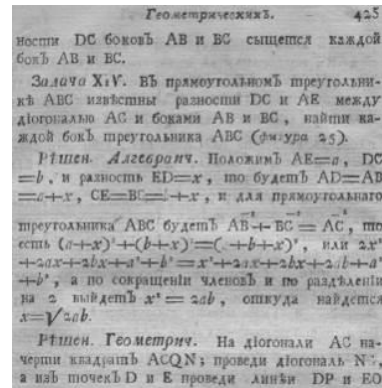 Геометрическихъ. 425
ности DC боковъ AB и BC сыщется каждой
бокъ AB и BC.
Задача XIV. Въ прямоугольномъ треугольни-
кѣ ABC извѣстны разности DC и AE между
діогональю AC и боками AB и BC, найти ка-
ждой бокъ треугольника ABC (фигура 25).
Рѣшен. Алгебраич. Положимъ AE=a, DC
=b, и разность ED=x, то будетъ AD=AB
=a+x, CE=BC=b+x, и для прямоугольнаго
треугольника ABC будетъ AB²+BC²=AC², то
есть (a+x)²+(b+x)²=(a+b+x)², или 2x²
+2ax+2bx+a²+b²=x²+2ax+2bx+2ab+a²
+b², а по сокращеніи членовъ и по раздѣленіи
на 2 выйдетъ x²=2ab, откуда найдется
x=√2ab.
Рѣшен. Геометрич. На діогонали AC на-
черти квадратъ ACQN; проведи діогональ
а изъ точекъ D и E проведи линѣи DP и EO